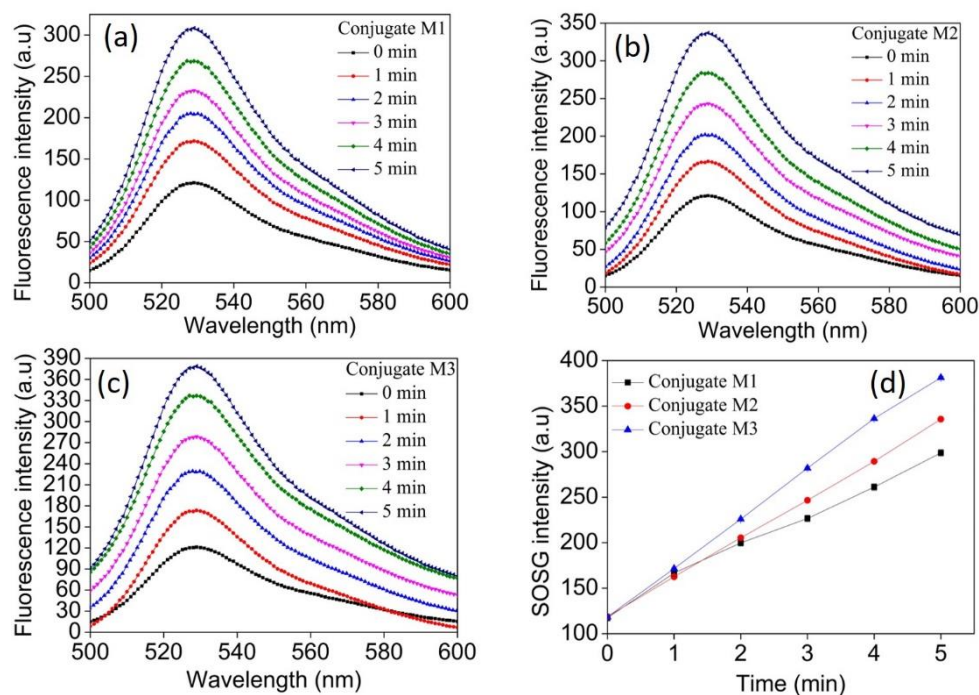 (a)
Conjugate M1
0 min
1 min
2 min
3 min
4 min
5 min
Fluorescence intensity (a.u)
300
250
200
150
100
50
0
500 520 540 560 580 600
Wavelength (nm)
(b)
Conjugate M2
0 min
1 min
2 min
3 min
4 min
5 min
Fluorescence intensity (a.u)
350
300
250
200
150
100
50
0
500 520 540 560 580 600
Wavelength (nm)
(c)
Conjugate M3
0 min
1 min
2 min
3 min
4 min
5 min
Fluorescence intensity (a.u)
390
360
330
300
270
240
210
180
150
120
90
60
30
0
500 520 540 560 580 600
Wavelength (nm)
(d)
Conjugate M1
Conjugate M2
Conjugate M3
SOSG intensity (a.u)
400
350
300
250
200
150
100
0 1 2 3 4 5
Time (min)